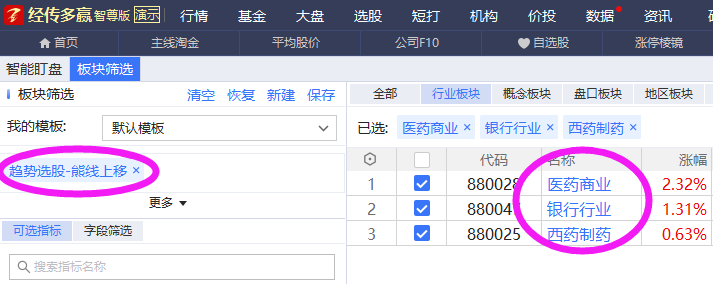 经传多赢 智尊版 演示 行情 基金 大盘 选股 短打 机构 价投 数据 资讯
首页 主线淘金 平均股价 公司F10 自选股 涨停棱镜
智能盯盘 板块筛选
板块筛选 清空 恢复 新建 保存
全部 行业板块 概念板块 盘口板块 地区板块
我的模板: 默认模板
已选: 医药商业 × 银行行业 × 西药制药 ×
代码 名称 涨幅
趋势选股-熊线上移 ×
1 880028 医药商业 2.32%
更多
2 88004 银行行业 1.31%
可选指标 字段筛选
3 880025 西药制药 0.63%
搜索指标名称